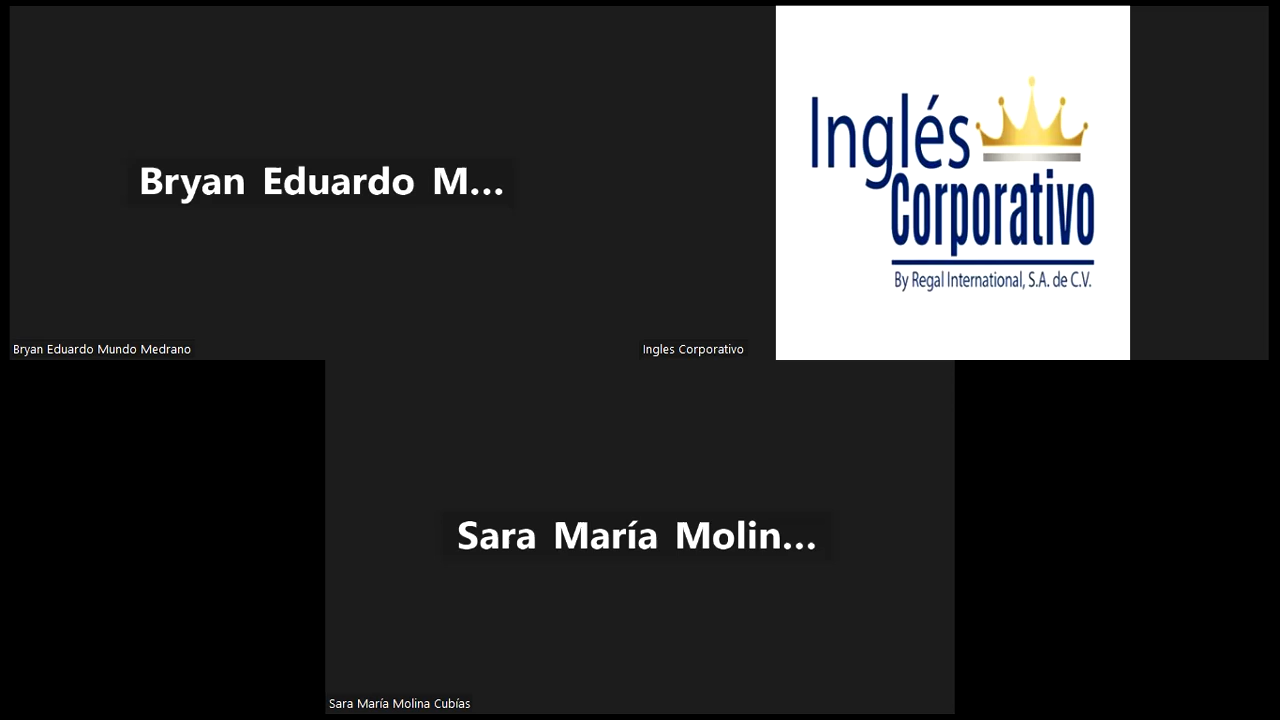 Bryan Eduardo M...
Bryan Eduardo Mundo Medrano
Inglés
Corporativo
By Regal International, S.A. de C.V.
Ingles Corporativo
Sara María Molin...
Sara María Molina Cubías